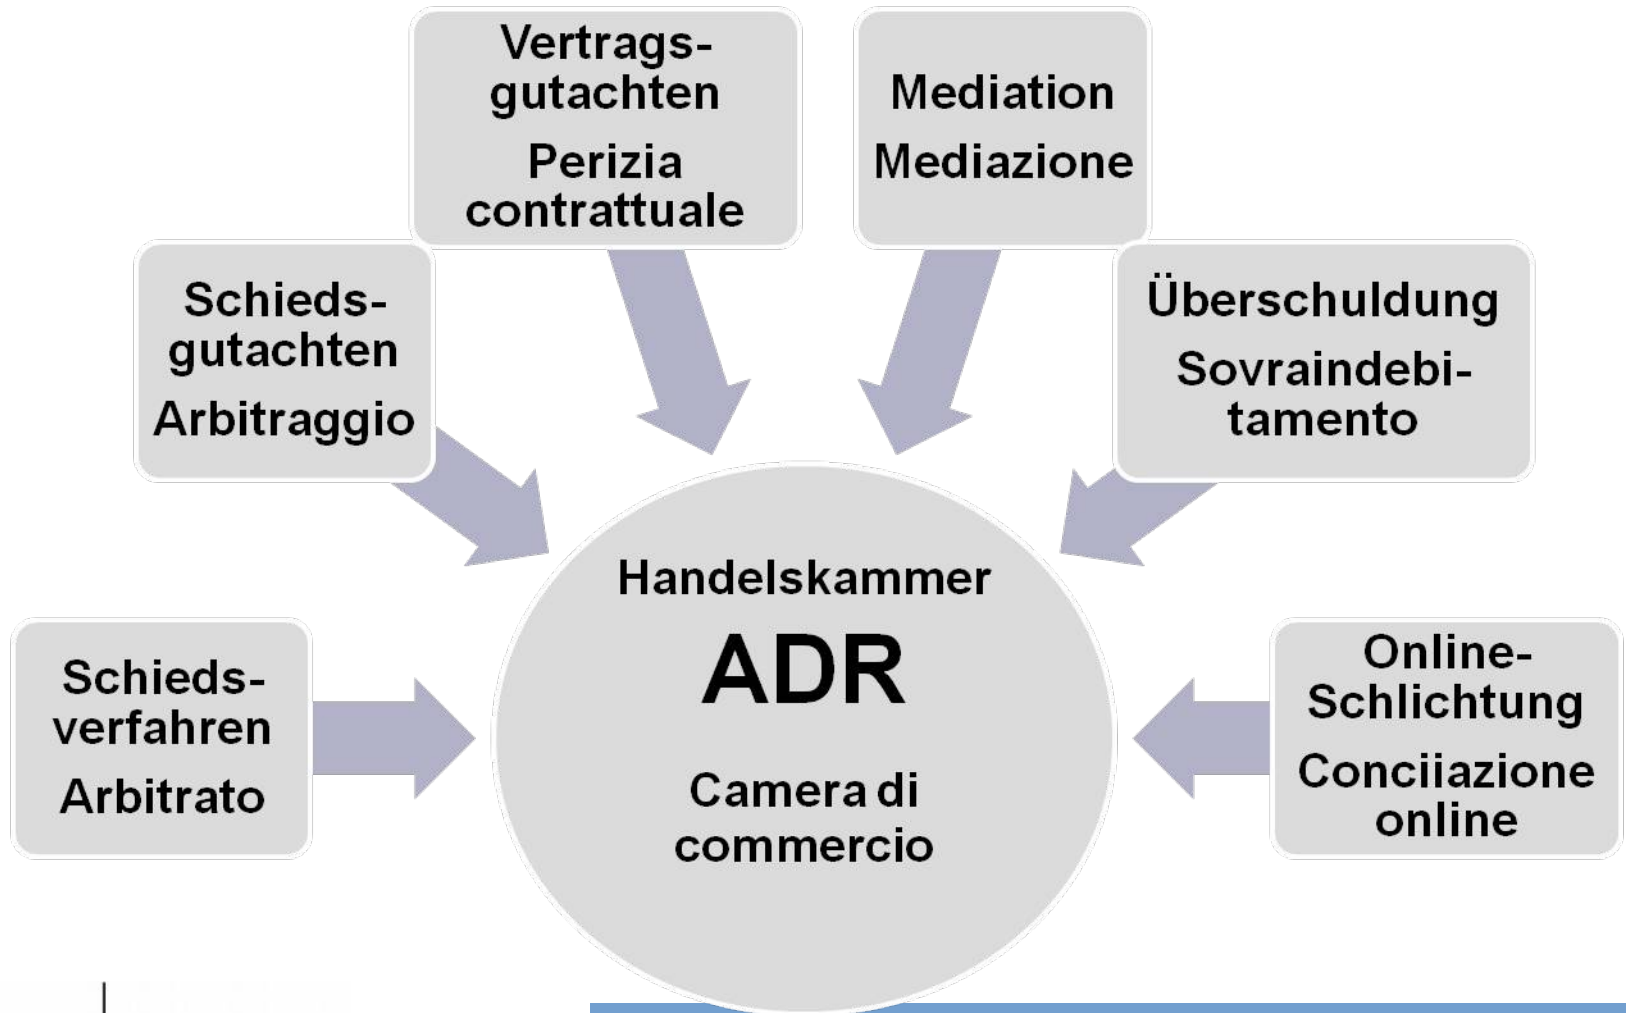 Vertrags-
gutachten
Perizia
contrattuale
Mediation
Mediazione
Schieds-
gutachten
Arbitraggio
Überschuldung
Sovraindebi-
tamento
Schieds-
verfahren
Arbitrato
Handelskammer
ADR
Camera di
commercio
Online-
Schlichtung
Conciiazione
online